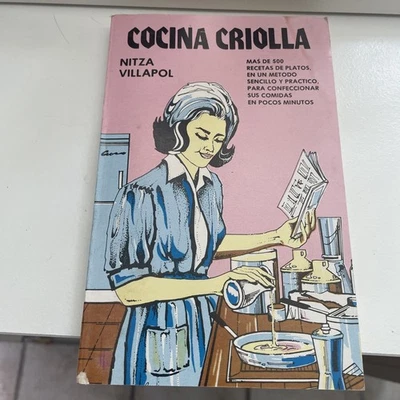 COCINA CRIOLLA
NITZA
VILLAPOL
MAS DE 500
RECETAS DE PLATOS,
EN UN METODO
SENCILLO Y PRACTICO,
PARA CONFECCIONAR
SUS COMIDAS
EN POCOS MINUTOS